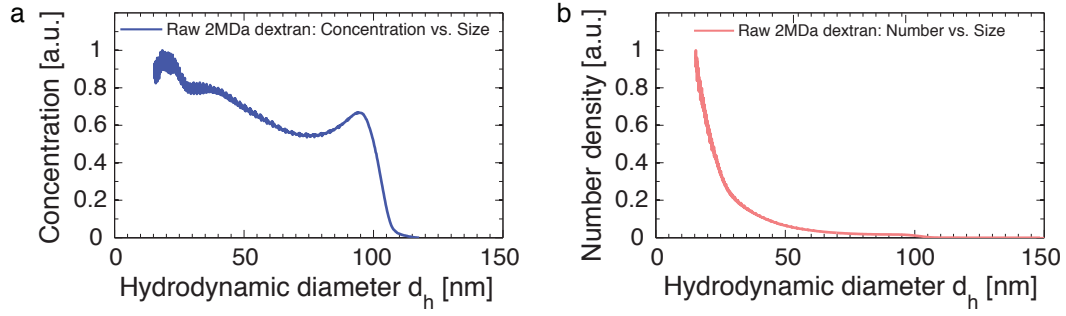 a
Raw 2MDa dextran: Concentration vs. Size
Concentration [a.u.]
1
0.8
0.6
0.4
0.2
0
0
50
100
150
Hydrodynamic diameter d_h [nm]
b
Raw 2MDa dextran: Number vs. Size
Number density [a.u.]
1
0.8
0.6
0.4
0.2
0
0
50
100
150
Hydrodynamic diameter d_h [nm]